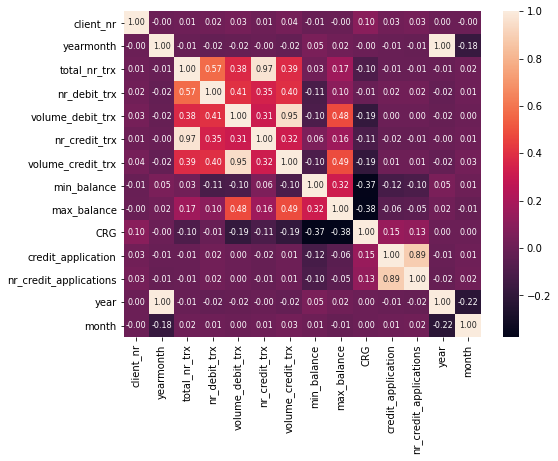 client_nr 1.00 -0.00 0.01 0.02 0.03 0.01 0.04 -0.01 -0.00 0.10 0.03 0.03 0.00 -0.00
yearmonth -0.00 1.00 -0.01 -0.02 -0.02 -0.00 -0.02 0.05 0.02 -0.00 -0.01 -0.01 1.00 -0.18
total_nr_trx 0.01 -0.01 1.00 0.57 0.38 0.97 0.39 0.03 0.17 -0.10 -0.01 -0.01 -0.01 0.02
nr_debit_trx 0.02 -0.02 0.57 1.00 0.41 0.35 0.40 -0.11 0.10 -0.01 0.02 0.02 -0.02 0.01
volume_debit_trx 0.03 -0.02 0.38 0.41 1.00 0.31 0.95 -0.10 0.48 -0.19 0.00 0.00 -0.02 0.00
nr_credit_trx 0.01 -0.00 0.97 0.35 0.31 1.00 0.32 0.06 0.16 -0.11 -0.02 -0.01 -0.00 0.01
volume_credit_trx 0.04 -0.02 0.39 0.40 0.95 0.32 1.00 -0.10 0.49 -0.19 0.01 0.01 -0.02 0.03
min_balance -0.01 0.05 0.03 -0.11 -0.10 0.06 -0.10 1.00 0.32 -0.37 -0.12 -0.10 0.05 0.01
max_balance -0.00 0.02 0.17 0.10 0.48 0.16 0.49 0.32 1.00 -0.38 -0.06 -0.05 0.02 -0.01
CRG 0.10 -0.00 -0.10 -0.01 -0.19 -0.11 -0.19 -0.37 -0.38 1.00 0.15 0.13 0.00 0.00
credit_application 0.03 -0.01 -0.01 0.02 0.00 -0.02 0.01 -0.12 -0.06 0.15 1.00 0.89 -0.01 0.01
nr_credit_applications 0.03 -0.01 -0.01 0.02 0.00 -0.01 0.01 -0.10 -0.05 0.13 0.89 1.00 -0.02 0.02
year 0.00 1.00 -0.01 -0.02 -0.02 -0.00 -0.02 0.05 0.02 0.00 -0.01 -0.02 1.00 -0.22
month -0.00 -0.18 0.02 0.01 0.00 0.01 0.03 0.01 -0.01 0.00 0.01 0.02 -0.22 1.00
client_nr
yearmonth
total_nr_trx
nr_debit_trx
volume_debit_trx
nr_credit_trx
volume_credit_trx
min_balance
max_balance
CRG
credit_application
nr_credit_applications
year
month
1.0
0.8
0.6
0.4
0.2
0.0
−0.2